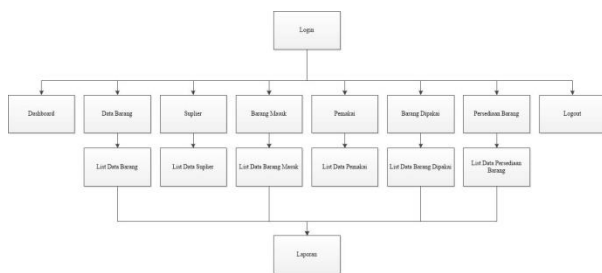 Login
Dashboard
Data Barang
Suplier
Barang Masuk
Pemakai
Barang Dipakai
Persediaan Barang
Logout
List Data Barang
List Data Suplier
List Data Barang Masuk
List Data Pemakai
List Data Barang Dipakai
List Data Persediaan
Barang
Laporan